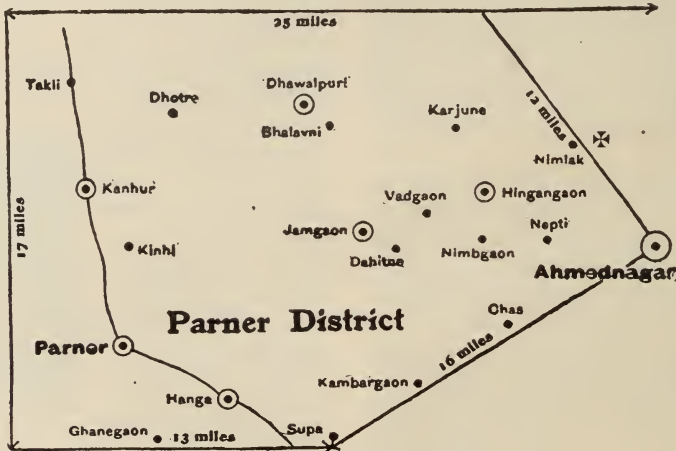 25 miles
Takli
Dhotre
Dhawalpuri
Bhalavni
Karjune
12 miles
Nimlak
Kanhur
Vadgaon
Hingangaon
17 miles
Kinhi
Jamgaon
Dahitne
Nimbgaon
Nepti
Ahmednagar
Parner District
Chas
Parner
16 miles
Kambargaon
Hanga
Ghanegaon
13 miles
Supa